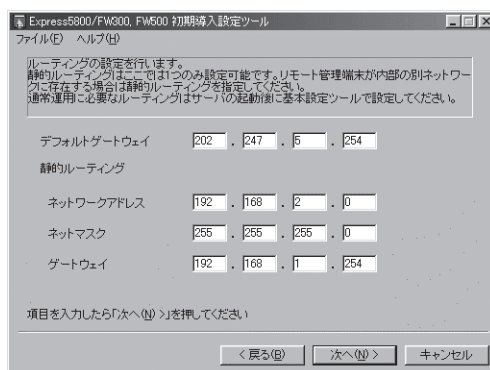 Express5800/FW300, FW500 初期導入設定ツール
ファイル(F) ヘルプ(H)
ルーティングの設定を行います。
静的ルーティングはここでは1つのみ設定可能です。リモート管理端末が内部の別ネットワー
クに存在する場合は静的ルーティングを指定してください。
通常運用に必要なルーティングはサーバの起動後に基本設定ツールで設定してください。
デフォルトゲートウェイ 202 . 247 . 5 . 254
静的ルーティング
ネットワークアドレス 192 . 168 . 2 . 0
ネットマスク 255 . 255 . 255 . 0
ゲートウェイ 192 . 168 . 1 . 254
項目を入力したら「次へ(N) >」を押してください
< 戻る(B) 次へ(N) > キャンセル